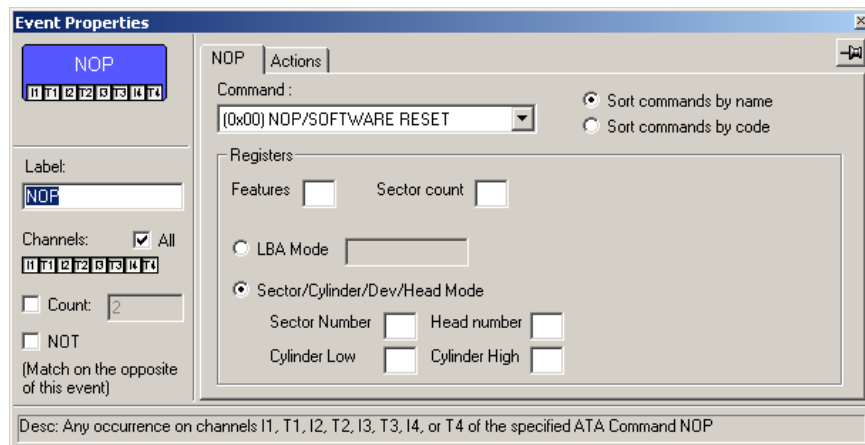 Event Properties
NOP
I1 T1 I2 T2 I3 T3 I4 T4
Label:
NOP
Channels: All
I1 T1 I2 T2 I3 T3 I4 T4
Count: 2
NOT
(Match on the opposite
of this event)
NOP Actions
Command :
(0x00) NOP/SOFTWARE RESET
Sort commands by name
Sort commands by code
Registers
Features Sector count
LBA Mode
Sector/Cylinder/Dev/Head Mode
Sector Number Head number
Cylinder Low Cylinder High
Desc: Any occurrence on channels I1, T1, I2, T2, I3, T3, I4, or T4 of the specified ATA Command NOP